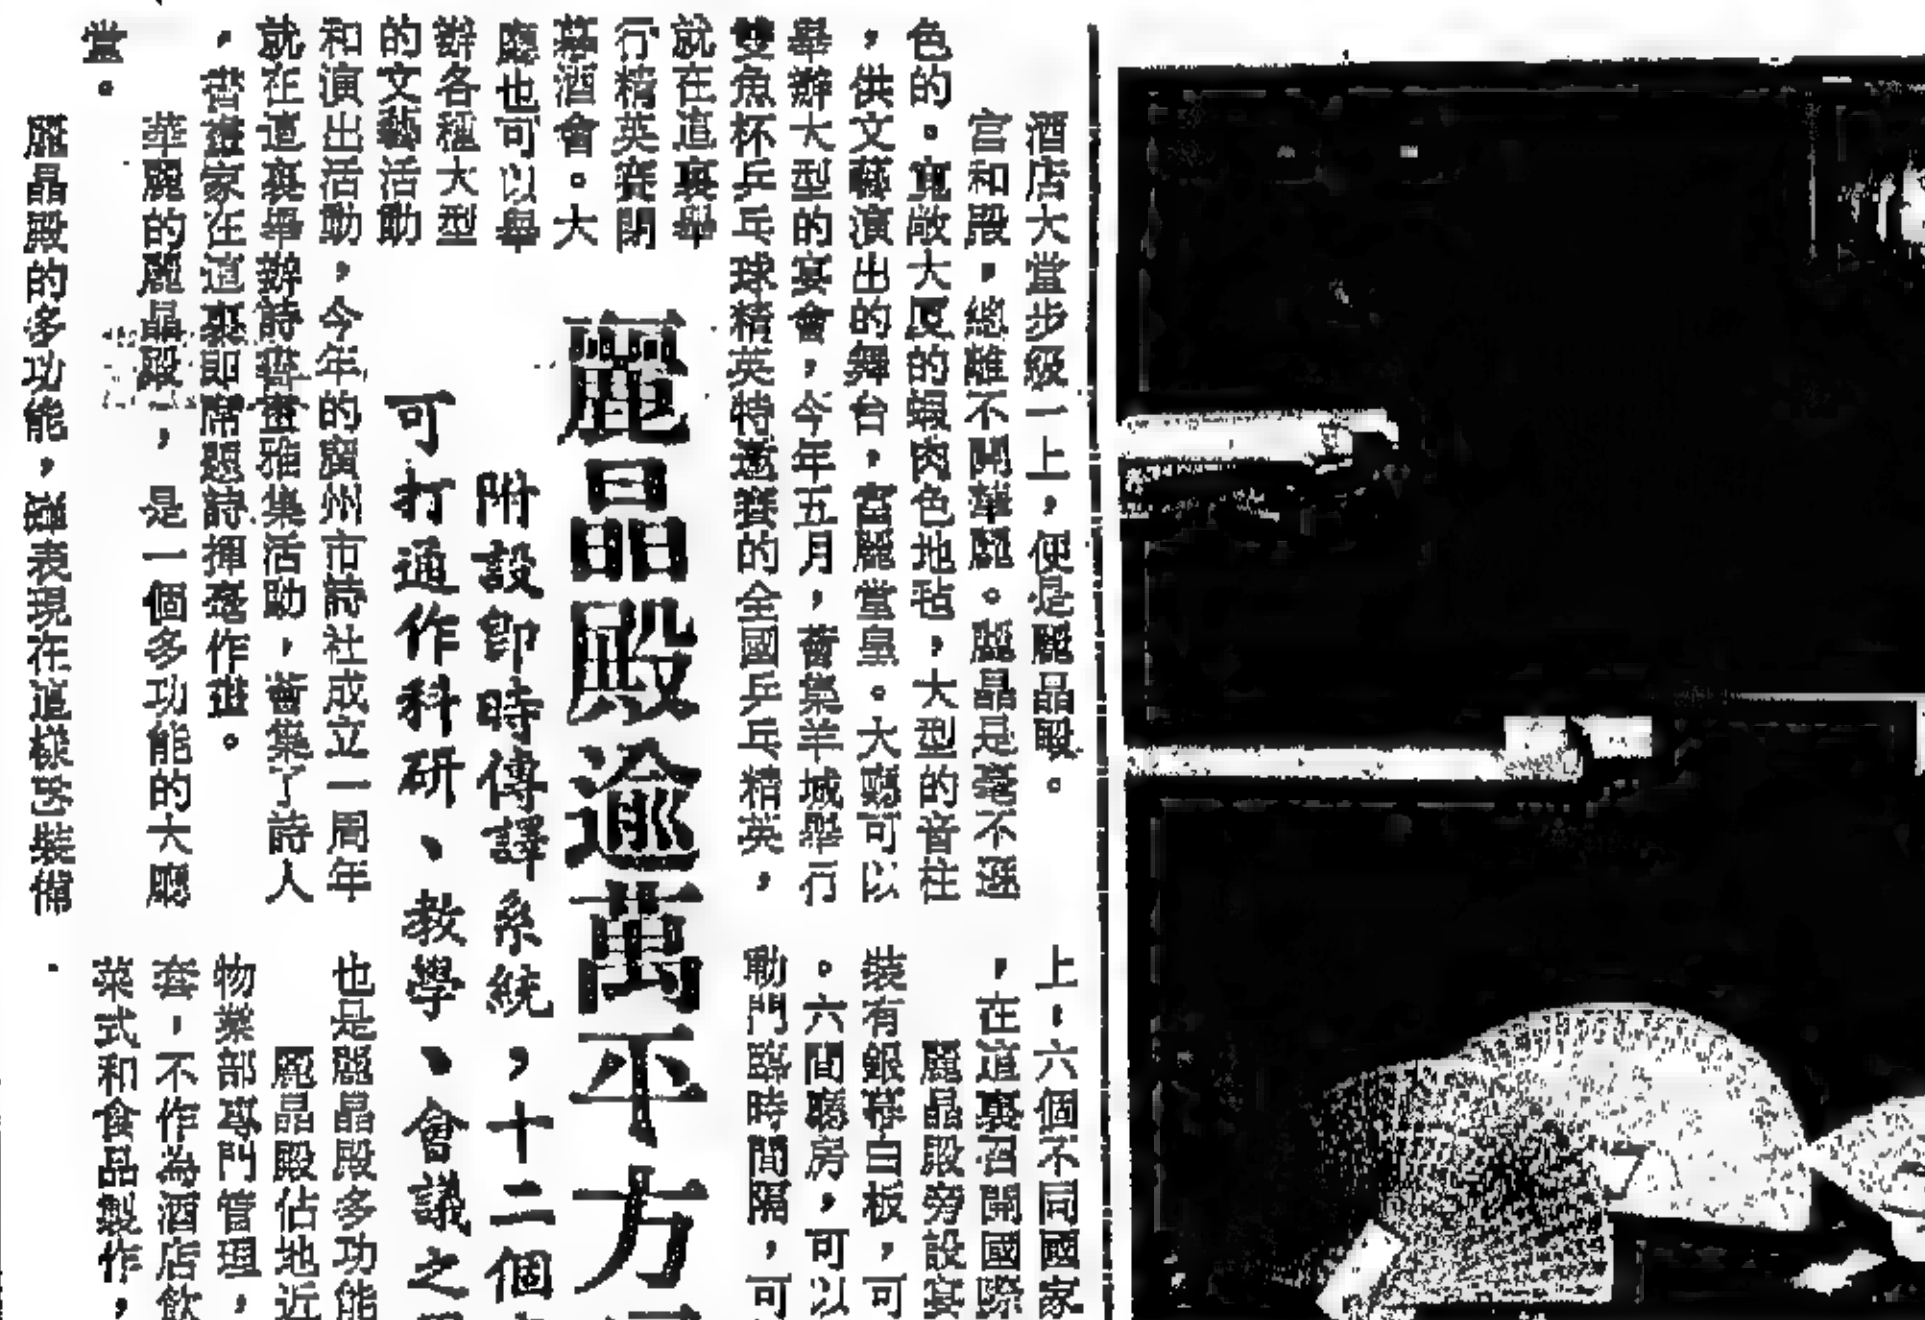 酒店大堂步級一上，便是麗晶殿。
宫和殿，總離不開華麗。麗晶是毫不遜
色的。寬敞大厦的蝦肉色地毡，大型的音柱
，供文藝演出的舞台，富麗堂皇。大廳可以
舉辦大型的宴會，今年五月，薈集羊城舉行
雙魚杯乒乓球精英特邀賽的全國乒乓精英，
就在這裏舉
行精英賽閉
幕酒會。大
廳也可以舉
辦各種大型
的文藝活動
和演出活動，今年的廣州市詩社成立一周年
就在這裏舉辦詩書畫雅集活動，薈集了詩人
，書畫家在這裏即席題詩揮毫作畫。
華麗的麗晶殿，是一個多功能的大廳
堂。
麗晶殿的多功能，還表現在這樣的裝備
麗晶殿逾萬平方
附設即時傳譯系統，十二個
可打通作科研、教學、會議之
上，六個不同國家
，在這裏召開國際
麗晶殿旁設宴
裝有銀幕白板，可
。六間廳房，可以
動門臨時間隔，可
也是麗晶殿多功能
麗晶殿佔地近
物業部專門管理，
套，不作為酒店飲
菜式和食品製作，